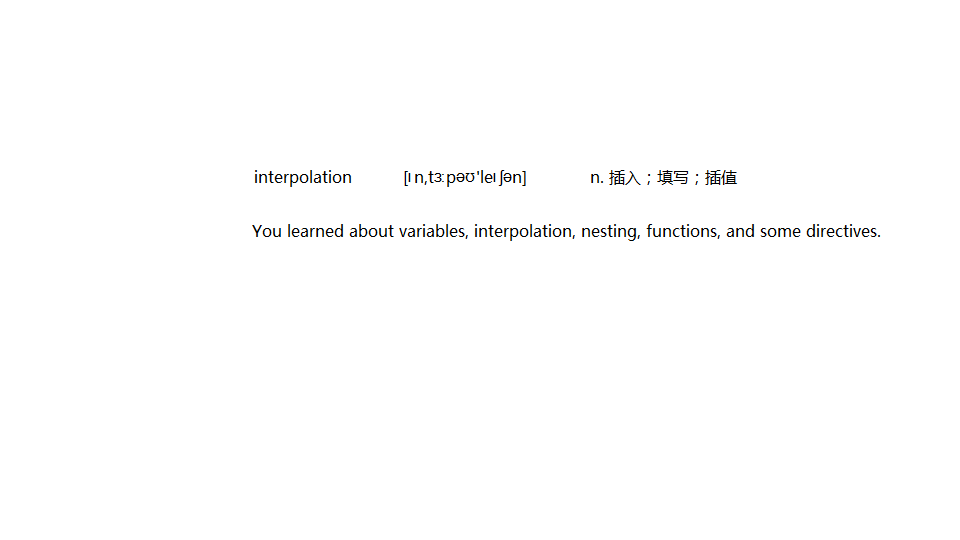 interpolation [ɪn,tɜːpəʊ'leɪʃən] n. 插入；填写；插值
You learned about variables, interpolation, nesting, functions, and some directives.